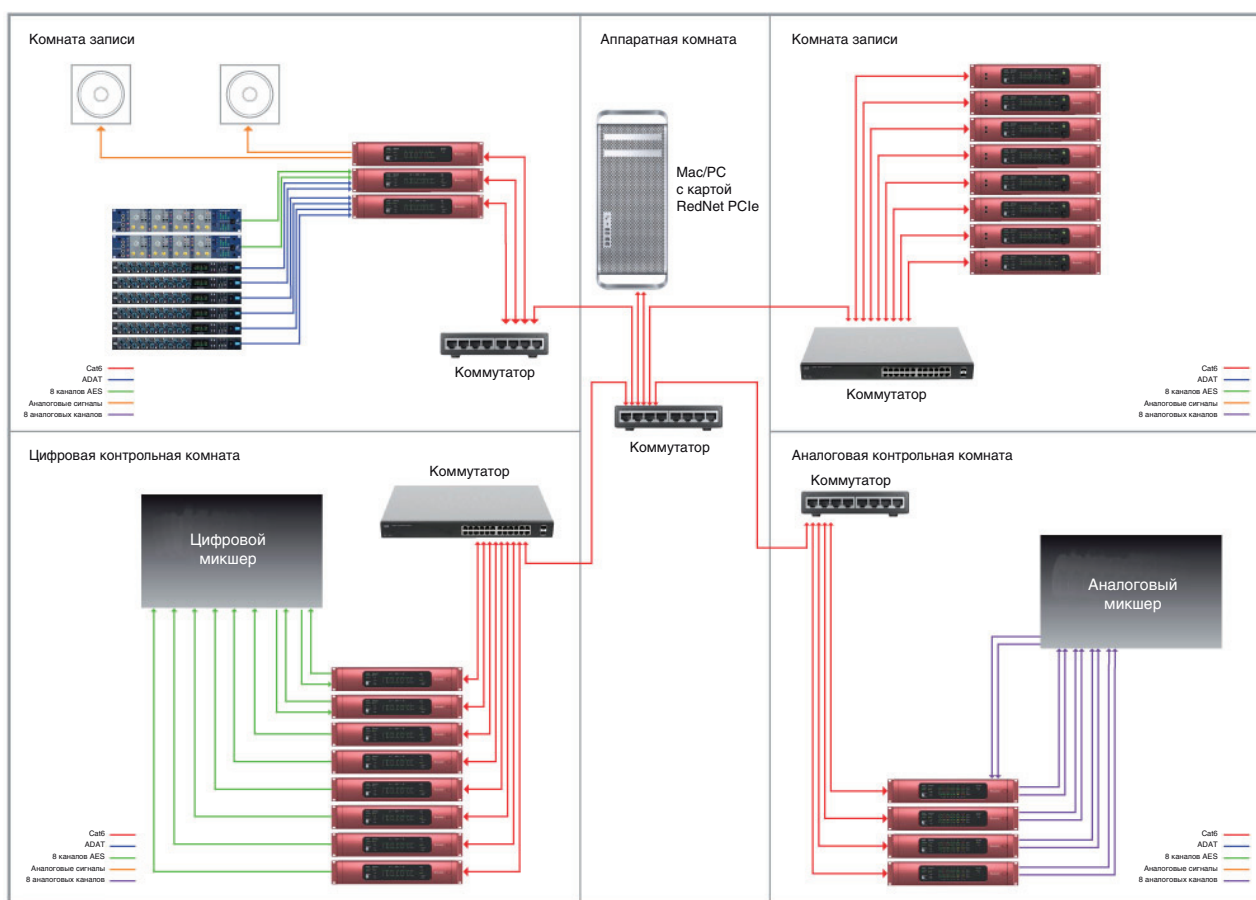 Комната записи
Аппаратная комната
Комната записи
Mac/PC
с картой
RedNet PCIe
Коммутатор
Коммутатор
Коммутатор
Cat6
ADAT
8 каналов AES
Аналоговые сигналы
8 аналоговых каналов
Cat6
ADAT
8 каналов AES
Аналоговые сигналы
8 аналоговых каналов
Цифровая контрольная комната
Коммутатор
Цифровой
микшер
Cat6
ADAT
8 каналов AES
Аналоговые сигналы
8 аналоговых каналов
Аналоговая контрольная комната
Коммутатор
Аналоговый
микшер
Cat6
ADAT
8 каналов AES
Аналоговые сигналы
8 аналоговых каналов